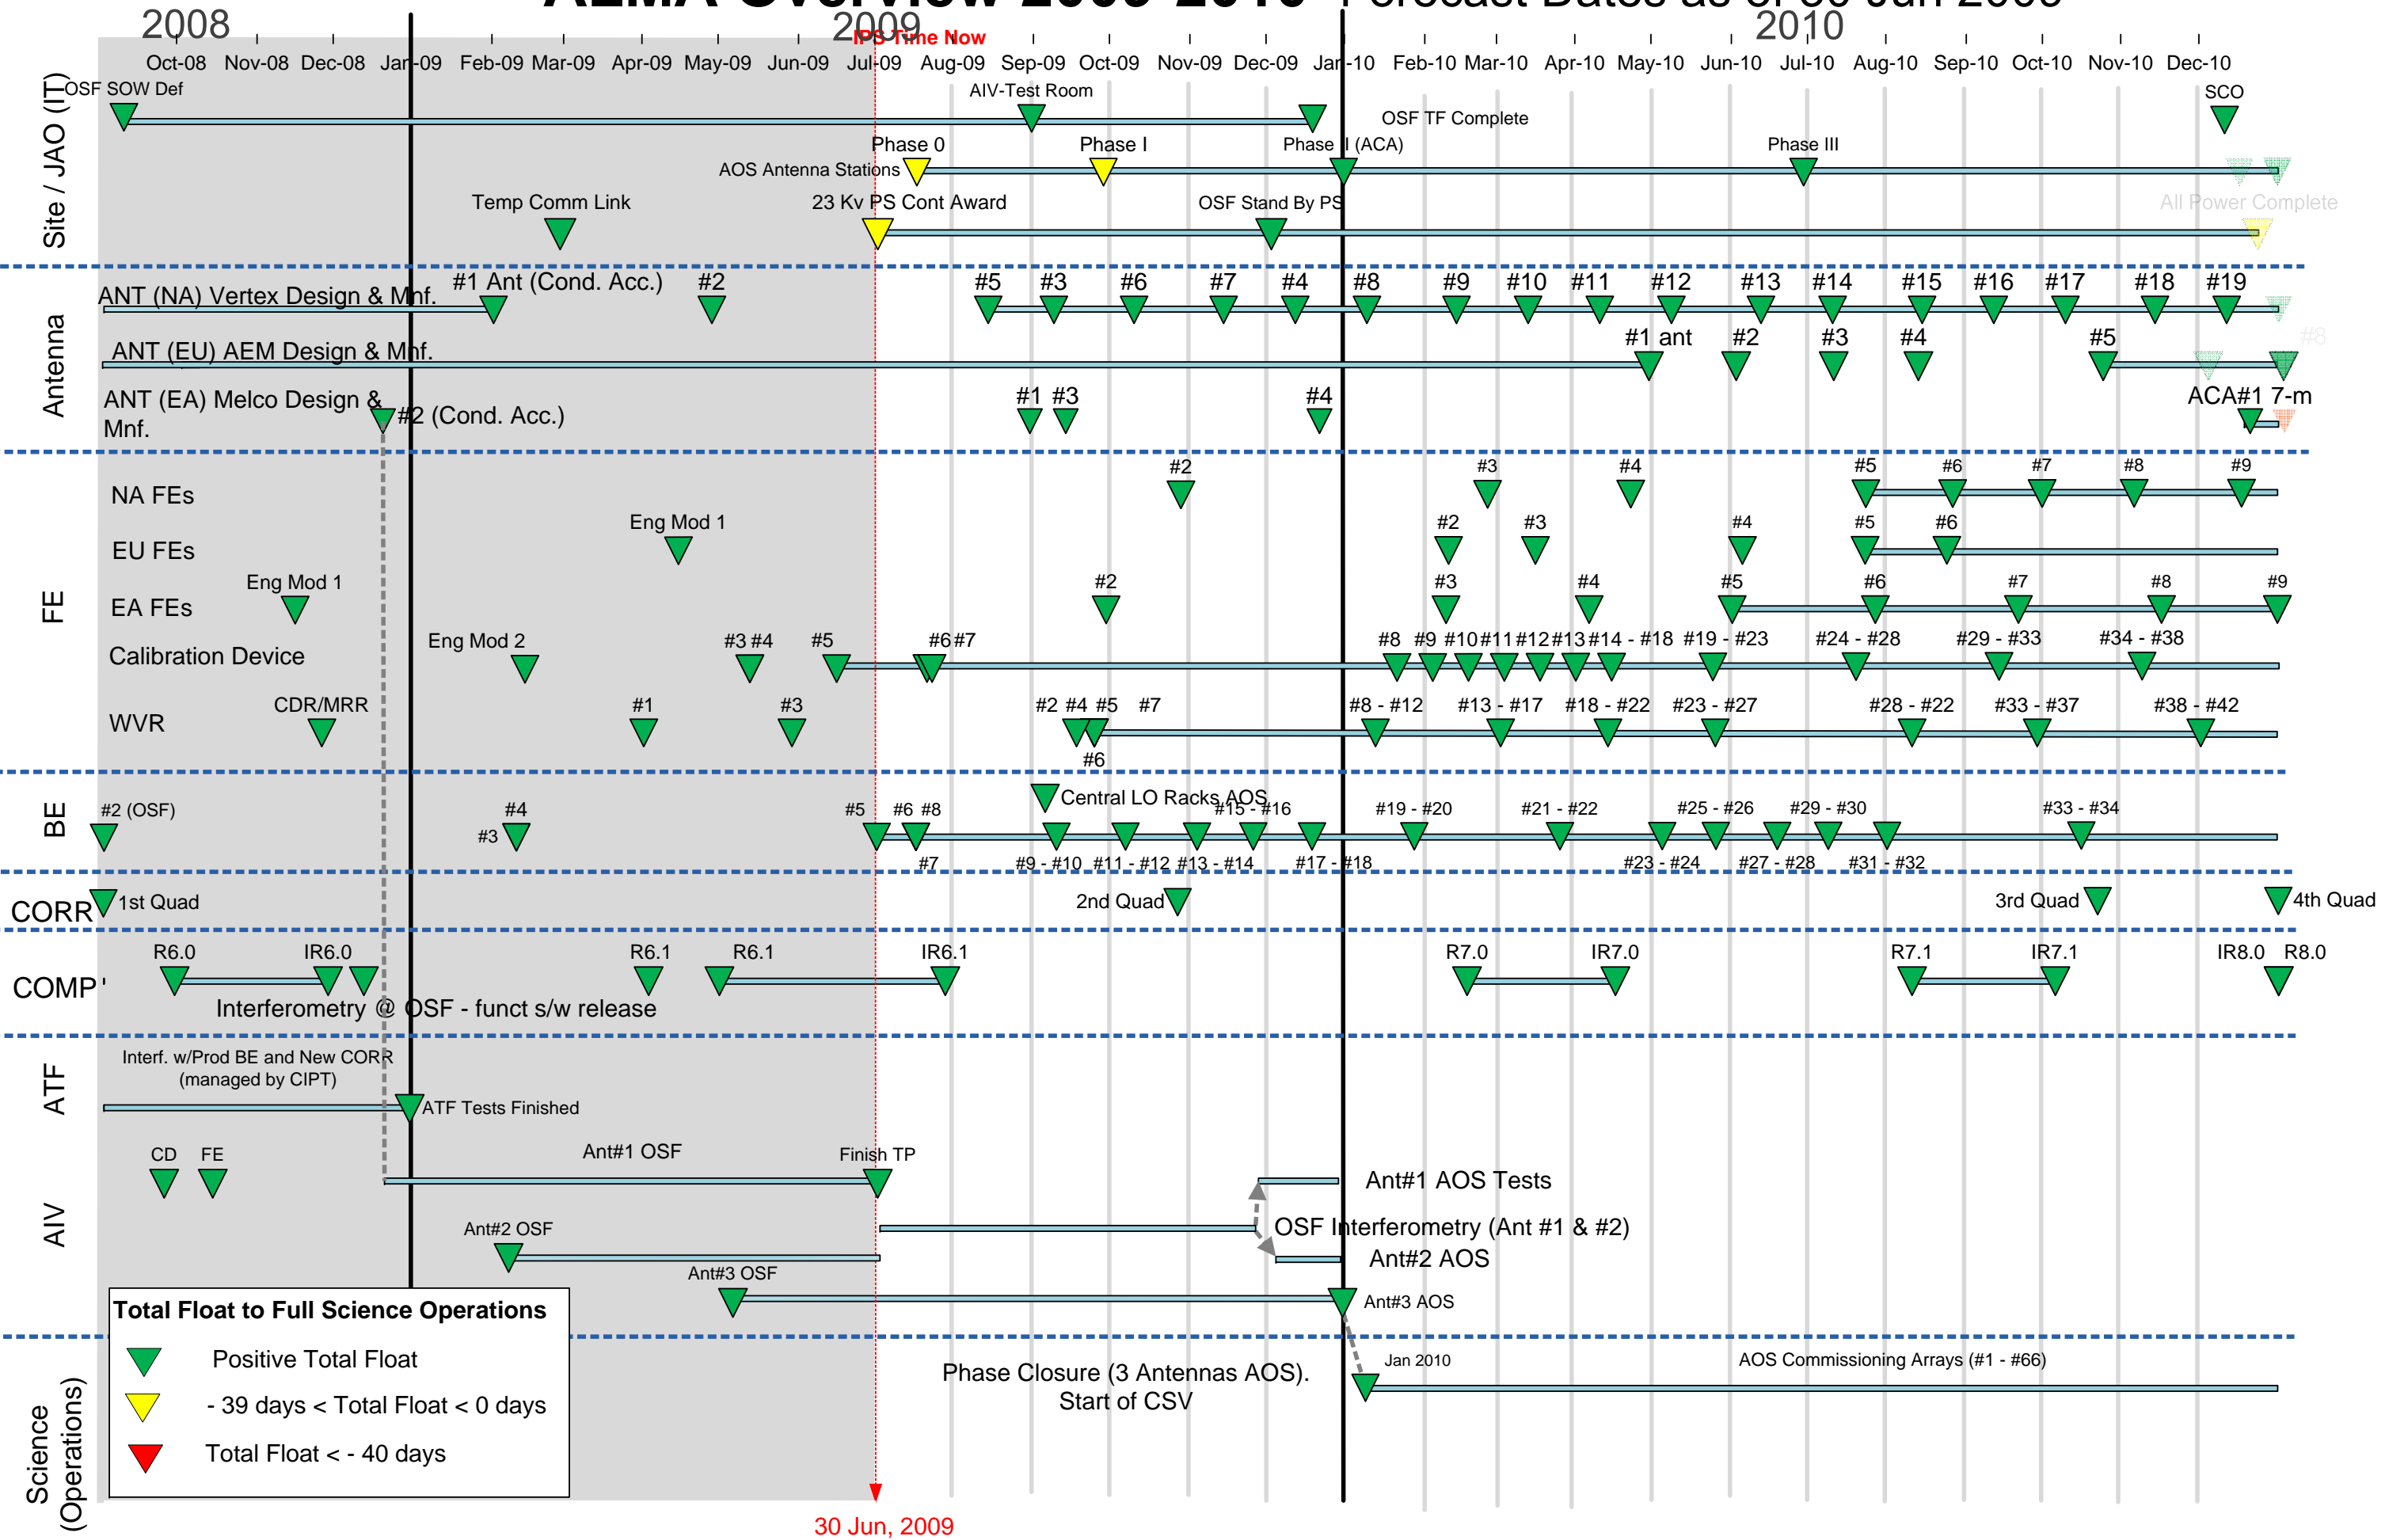 2008
2009
2010
IPS Time Now
Oct-08 Nov-08 Dec-08 Jan-09 Feb-09 Mar-09 Apr-09 May-09 Jun-09 Jul-09 Aug-09 Sep-09 Oct-09 Nov-09 Dec-09 Jan-10 Feb-10 Mar-10 Apr-10 May-10 Jun-10 Jul-10 Aug-10 Sep-10 Oct-10 Nov-10 Dec-10
Site / JAO (IT)
OSF SOW Def
AIV-Test Room
OSF TF Complete
SCO
AOS Antenna Stations
Phase 0
Phase I
(ACA)
Phase III
Temp Comm Link
23 Kv PS Cont Award
OSF Stand By PS
All Power Complete
Antenna
ANT (NA) Vertex Design & Mnf.
#1 Ant (Cond. Acc.) #2 #5 #3 #6 #7 #4 #8 #9 #10 #11 #12 #13 #14 #15 #16 #17 #18 #19
ANT (EU) AEM Design & Mnf.
#1 ant #2 #3 #4 #5 #8
ANT (EA) Melco Design &
Mnf.
#2 (Cond. Acc.)
#1 #3 #4
ACA#1 7-m
FE
NA FEs
#2 #3 #4 #5 #6 #7 #8 #9
EU FEs
Eng Mod 1 #2 #3 #4 #5 #6
EA FEs
Eng Mod 1 #2 #3 #4 #5 #6 #7 #8 #9
Calibration Device
Eng Mod 2 #3 #4 #5 #6 #7 #8 #9 #10 #11 #12 #13 #14 - #18 #19 - #23 #24 - #28 #29 - #33 #34 - #38
WVR
CDR/MRR #1 #3 #2 #4 #5 #7 #8 - #12 #13 - #17 #18 - #22 #23 - #27 #28 - #22 #33 - #37 #38 - #42
#6
BE
Central LO Racks AOS
#2 (OSF) #4 #5 #6 #8 #15 - #16 #19 - #20 #21 - #22 #25 - #26 #29 - #30 #33 - #34
#3
#7 #9 - #10 #11 - #12 #13 - #14 #17 - #18 #23 - #24 #27 - #28 #31 - #32
CORR
1st Quad 2nd Quad 3rd Quad 4th Quad
COMP
R6.0 IR6.0 R6.1 R6.1 IR6.1 R7.0 IR7.0 R7.1 IR7.1 IR8.0 R8.0
Interferometry @ OSF - funct s/w release
ATF
Interf. w/Prod BE and New CORR
(managed by CIPT)
ATF Tests Finished
AIV
CD FE
Ant#1 OSF
Finish TP
Ant#1 AOS Tests
Ant#2 OSF
OSF Interferometry (Ant #1 & #2)
Ant#2 AOS
Ant#3 OSF
Ant#3 AOS
Total Float to Full Science Operations
Positive Total Float
- 39 days < Total Float < 0 days
Total Float < - 40 days
Science
(Operations)
Phase Closure (3 Antennas AOS).
Start of CSV
Jan 2010
AOS Commissioning Arrays (#1 - #66)
30 Jun, 2009